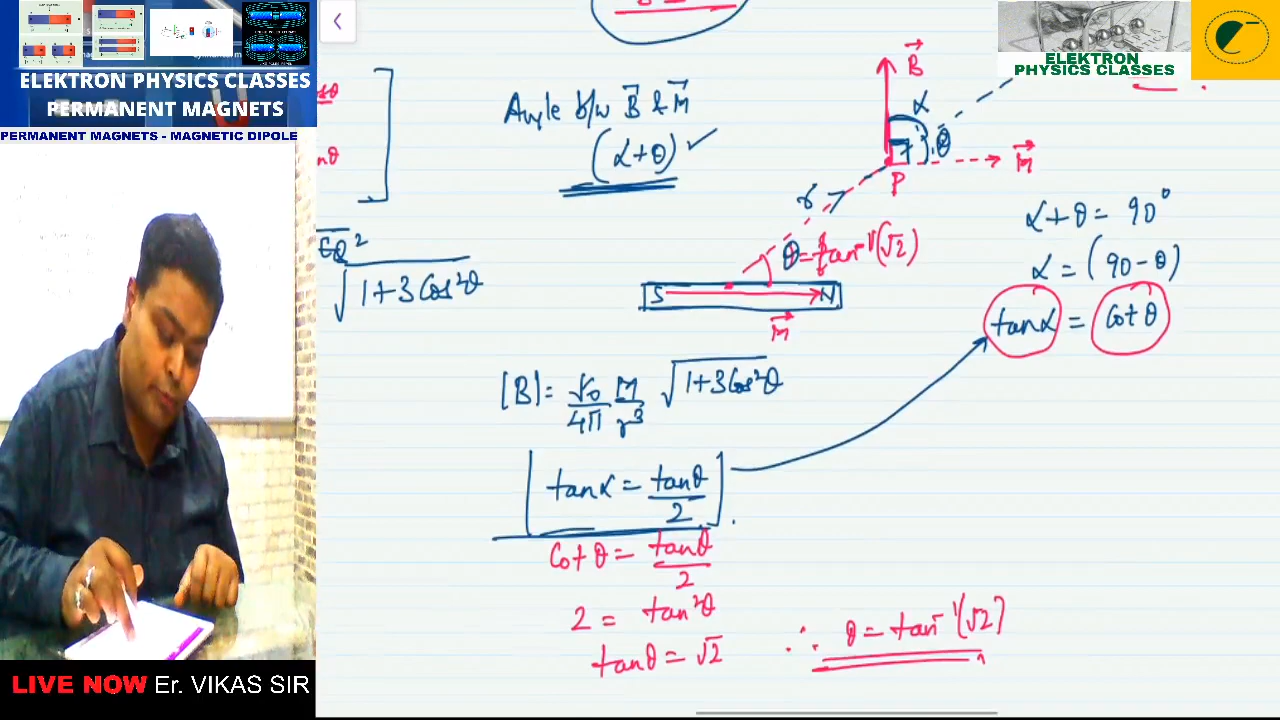 ELEKTRON PHYSICS CLASSES
PERMANENT MAGNETS
PERMANENT MAGNETS - MAGNETIC DIPOLE
LIVE NOW Er. VIKAS SIR
ELEKTRON
PHYSICS CLASSES
Angle b/w B⃗ & M⃗
(α+θ) ✓
√1+3Cos²θ
B⃗
α
θ
M⃗
P
r
θ=tan⁻¹(√2)
S N
M⃗
α+θ = 90°
α = (90-θ)
tanα = Cotθ
|B| = μ₀/4π M/r³ √1+3Cos²θ
[tanα = tanθ/2].
Cotθ = tanθ/2
2 = tan²θ
tanθ = √2
∴ θ = tan⁻¹(√2)